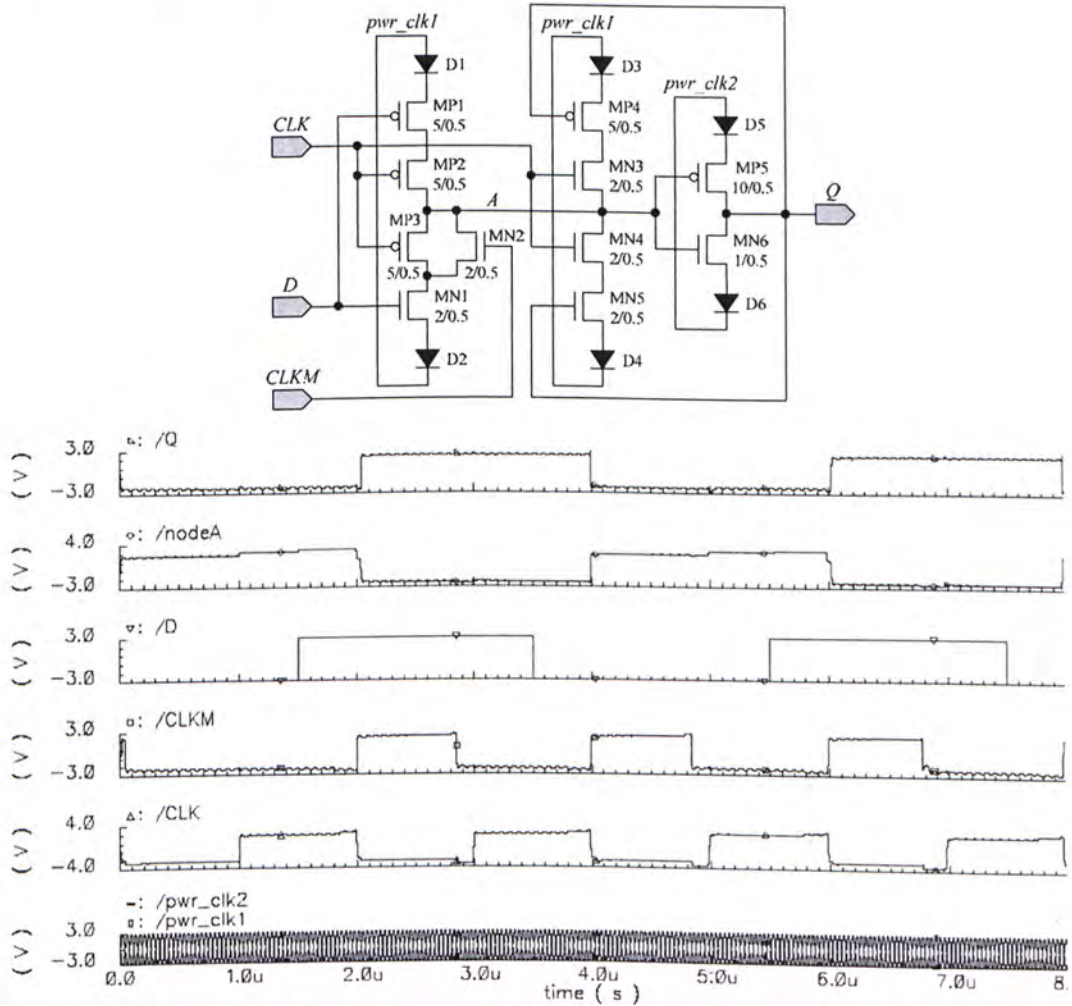 pwr_clk1
pwr_clk1
D1
D3
pwr_clk2
MP1
5/0.5
MP4
5/0.5
D5
CLK
MP2
5/0.5
MN3
2/0.5
MP5
10/0.5
A
Q
MP3
5/0.5
MN2
2/0.5
MN4
2/0.5
MN6
1/0.5
D
MN1
2/0.5
MN5
2/0.5
D6
D2
D4
CLKM
: /Q
3.0
(V)
-3.0
: /nodeA
4.0
(V)
-3.0
: /D
3.0
(V)
-3.0
: /CLKM
3.0
(V)
-3.0
: /CLK
4.0
(V)
-4.0
: /pwr_clk2
: /pwr_clk1
3.0
(V)
-3.0
0.0 1.0u 2.0u 3.0u 4.0u 5.0u 6.0u 7.0u 8.
time ( s )